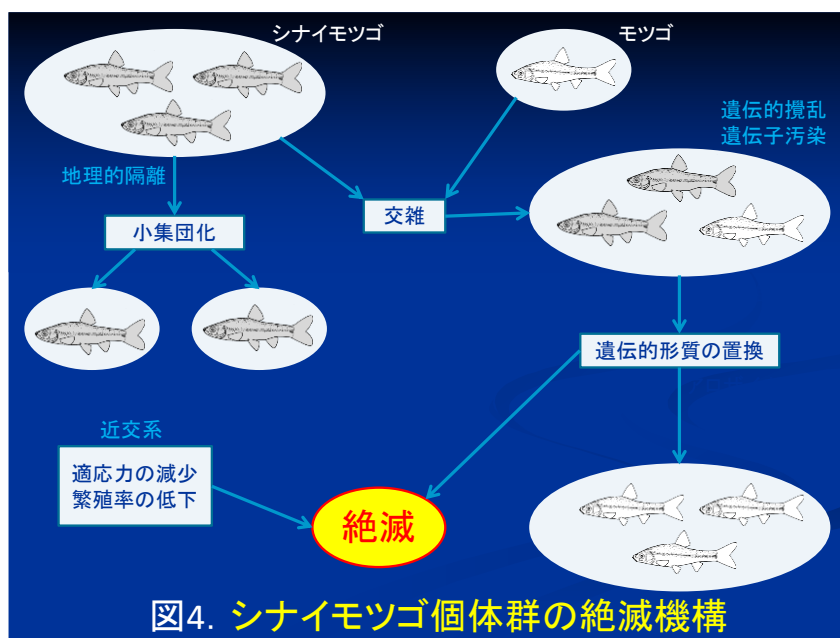 シナイモツゴ
モツゴ
遺伝的攪乱
遺伝子汚染
地理的隔離
交雑
小集団化
遺伝的形質の置換
近交系
適応力の減少
繁殖率の低下
絶滅
図4. シナイモツゴ個体群の絶滅機構